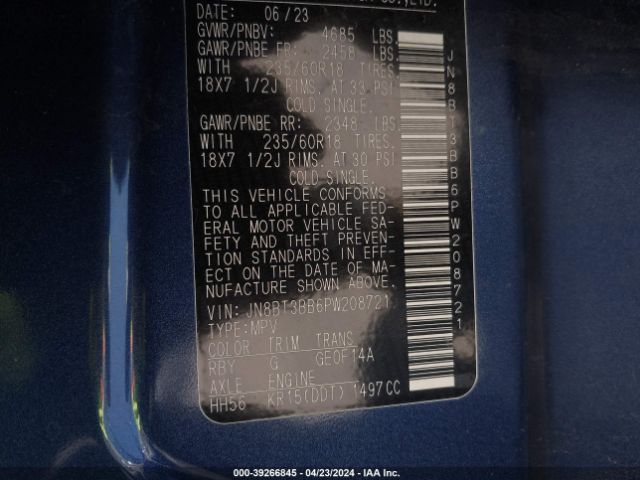 DATE: 06/23
GVWR/PNBV: 4685 LBS.
GAWR/PNBE FR: 2458 LBS.
WITH 235/60R18 TIRES.
18X7 1/2J RIMS. AT 33 PSI
COLD SINGLE.
GAWR/PNBE RR: 2348 LBS.
WITH 235/60R18 TIRES.
18X7 1/2J RIMS. AT 30 PSI
COLD SINGLE.
THIS VEHICLE CONFORMS
TO ALL APPLICABLE FED-
ERAL MOTOR VEHICLE SA-
FETY AND THEFT PREVEN-
TION STANDARDS IN EFF-
ECT ON THE DATE OF MA-
NUFACTURE SHOWN ABOVE.
VIN: JN8BT3BB6PW208721
TYPE:MPV
COLOR TRIM TRANS
RBY G GE0F14A
AXLE ENGINE
HH56 KR15(DDT) 1497CC
JN8BT3BB6PW208721
000-39266845 / 04/23/2024 / IAA Inc.